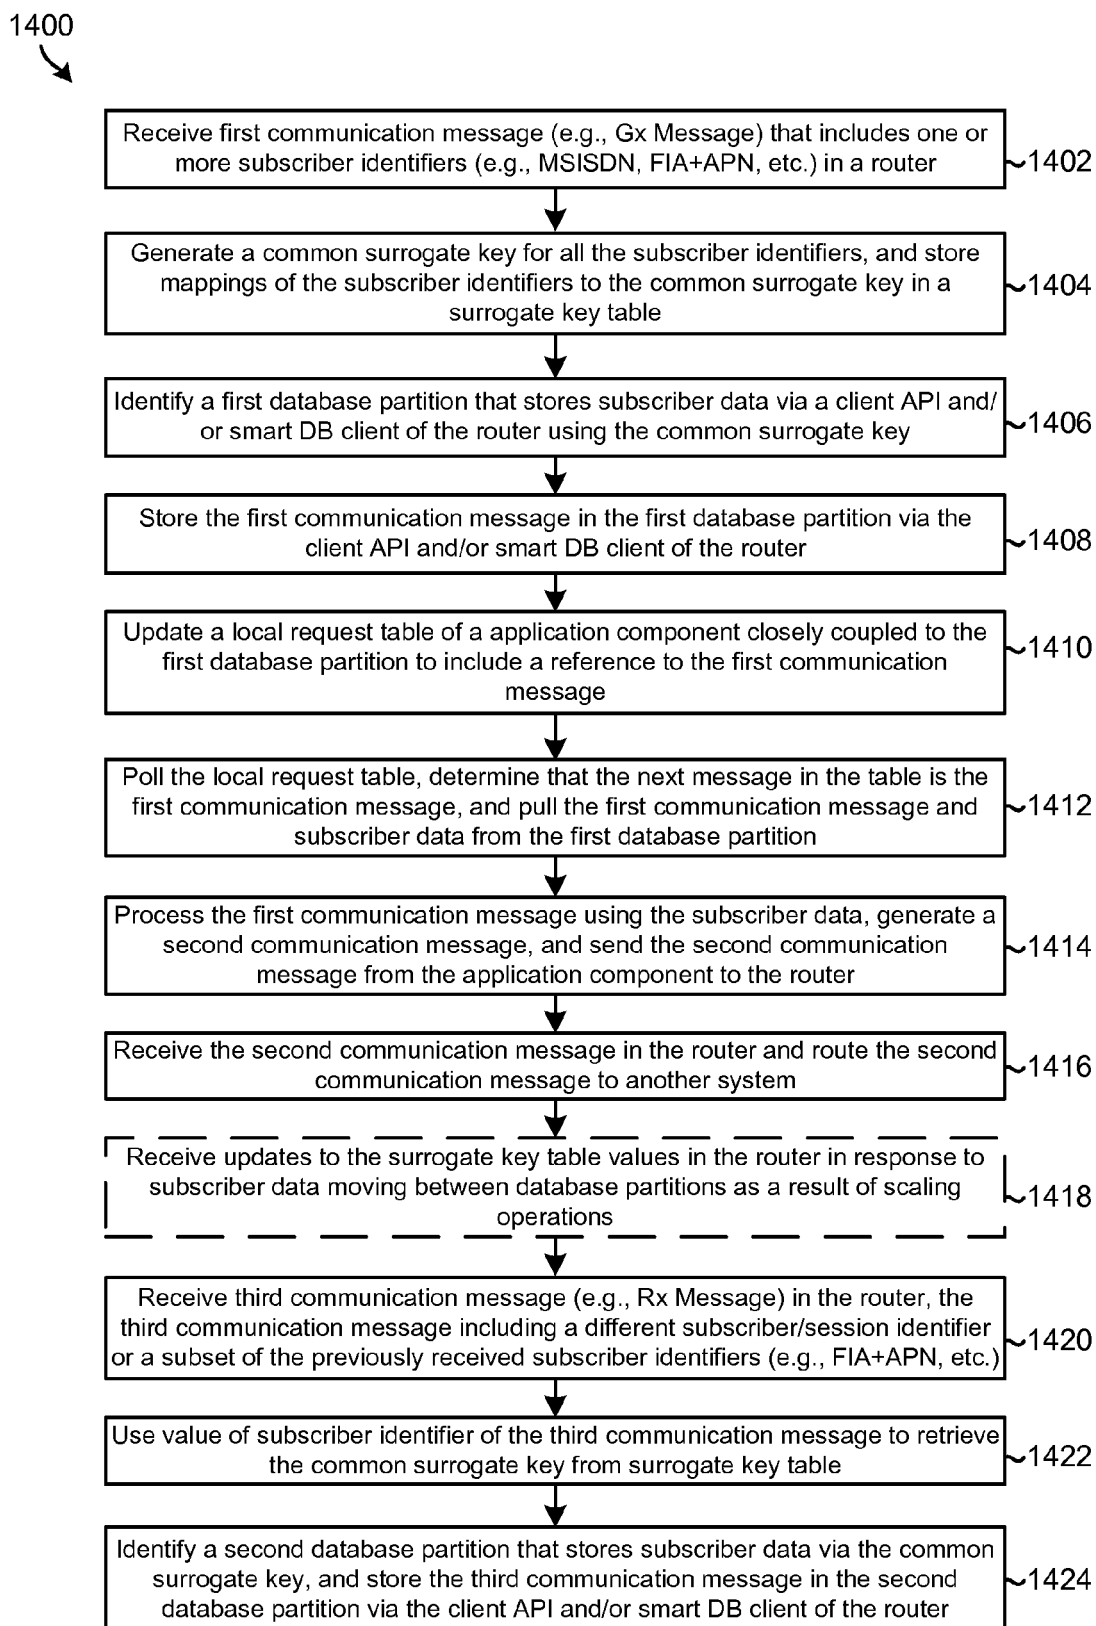 1400
Receive first communication message (e.g., Gx Message) that includes one or
more subscriber identifiers (e.g., MSISDN, FIA+APN, etc.) in a router
1402
Generate a common surrogate key for all the subscriber identifiers, and store
mappings of the subscriber identifiers to the common surrogate key in a
surrogate key table
1404
Identify a first database partition that stores subscriber data via a client API and/
or smart DB client of the router using the common surrogate key
1406
Store the first communication message in the first database partition via the
client API and/or smart DB client of the router
1408
Update a local request table of a application component closely coupled to the
first database partition to include a reference to the first communication
message
1410
Poll the local request table, determine that the next message in the table is the
first communication message, and pull the first communication message and
subscriber data from the first database partition
1412
Process the first communication message using the subscriber data, generate a
second communication message, and send the second communication
message from the application component to the router
1414
Receive the second communication message in the router and route the second
communication message to another system
1416
Receive updates to the surrogate key table values in the router in response to
subscriber data moving between database partitions as a result of scaling
operations
1418
Receive third communication message (e.g., Rx Message) in the router, the
third communication message including a different subscriber/session identifier
or a subset of the previously received subscriber identifiers (e.g., FIA+APN, etc.)
1420
Use value of subscriber identifier of the third communication message to retrieve
the common surrogate key from surrogate key table
1422
Identify a second database partition that stores subscriber data via the common
surrogate key, and store the third communication message in the second
database partition via the client API and/or smart DB client of the router
1424